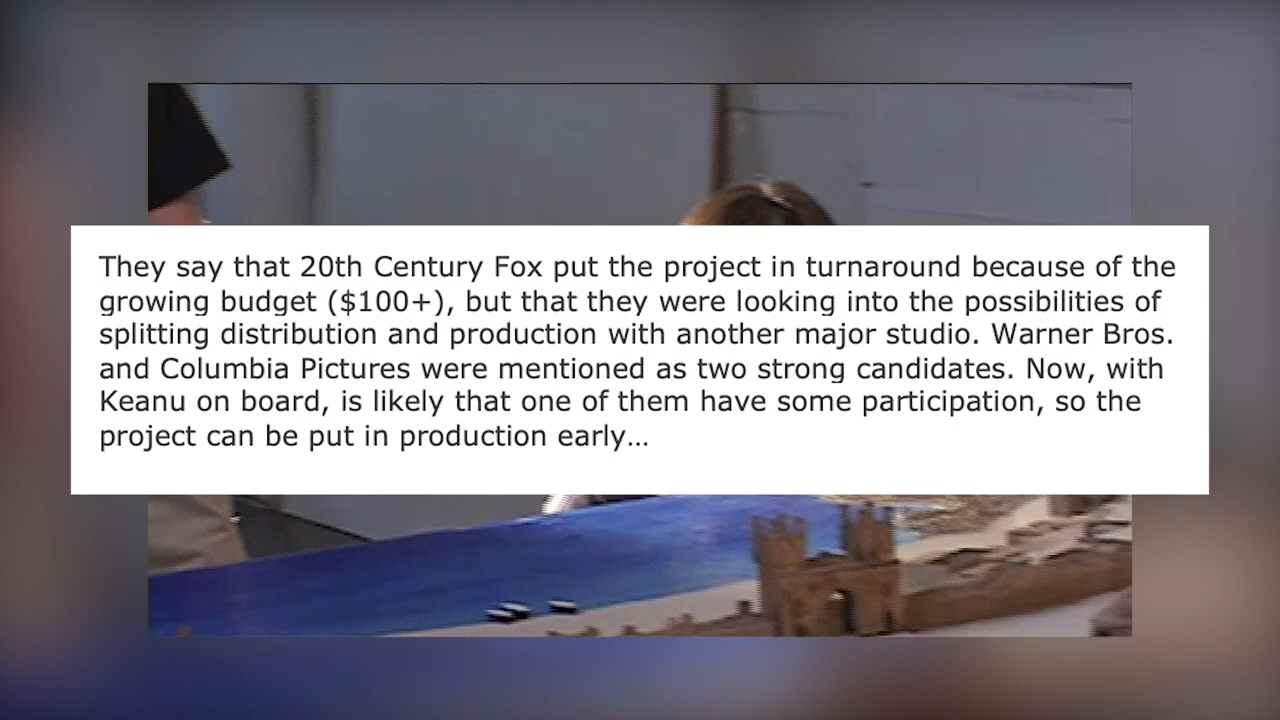 They say that 20th Century Fox put the project in turnaround because of the
growing budget ($100+), but that they were looking into the possibilities of
splitting distribution and production with another major studio. Warner Bros.
and Columbia Pictures were mentioned as two strong candidates. Now, with
Keanu on board, is likely that one of them have some participation, so the
project can be put in production early…